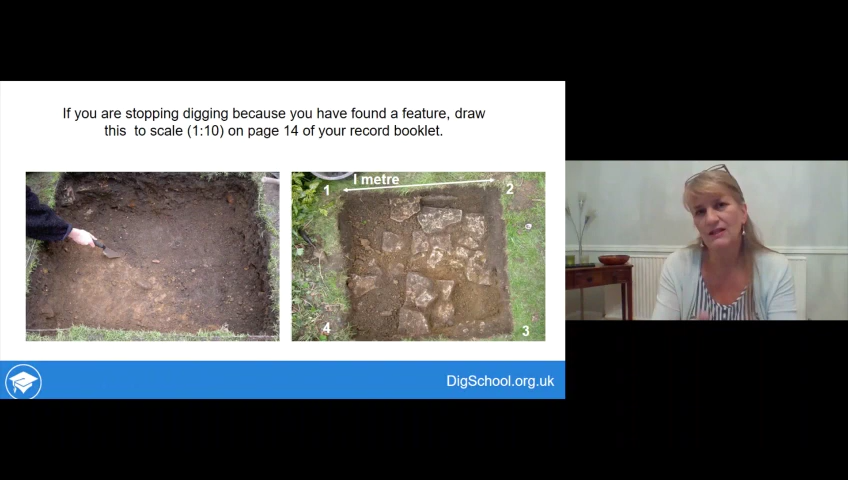 If you are stopping digging because you have found a feature, draw
this to scale (1:10) on page 14 of your record booklet.
1 1 metre 2
4 3
DigSchool.org.uk